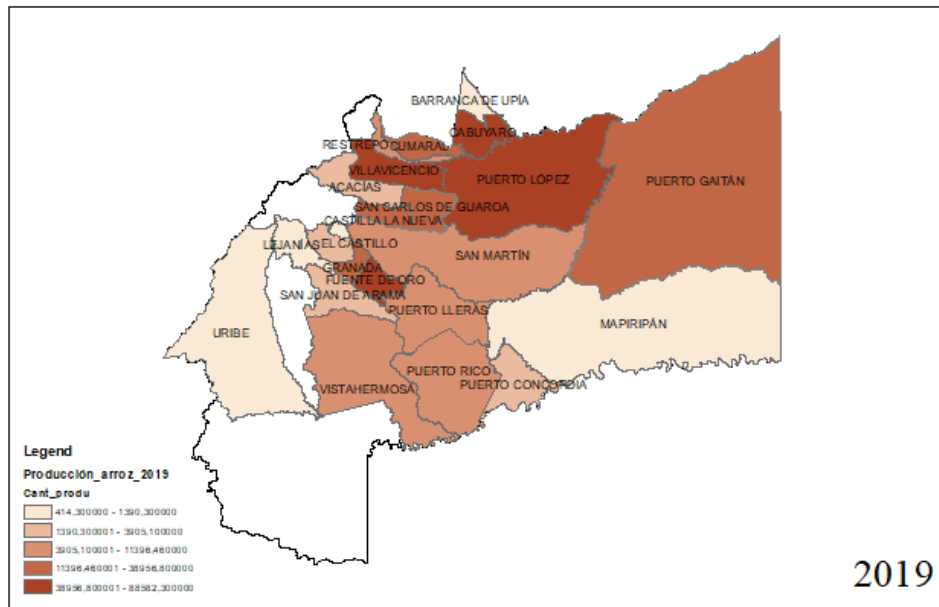 BARRANCA DE UPÍA
CABUYARO
RESTREPO
CUMARAL
VILLAVICENCIO
PUERTO LÓPEZ
PUERTO GAITÁN
ACACÍAS
SAN CARLOS DE GUAROA
CASTILLA LA NUEVA
LEJANÍAS
EL CASTILLO
SAN MARTÍN
GRANADA
FUENTE DE ORO
SAN JUAN DE ARAMA
PUERTO LLERAS
URIBE
MAPIRIPÁN
PUERTO RICO
VISTAHERMOSA
PUERTO CONCORDIA
Legend
Producción_arroz_2019
Cant_produ
414,300000 - 1390,300000
1390,300001 - 3905,100000
3905,100001 - 11396,460000
11396,460001 - 38956,800000
38956,800001 - 88582,300000
2019